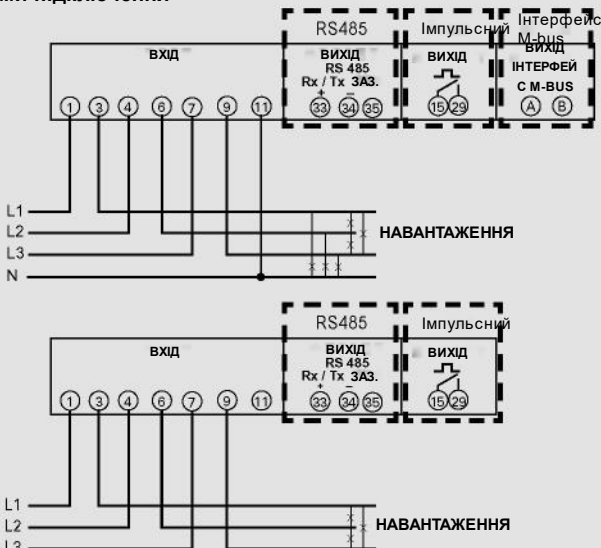 RS485
Імпульсний
Інтерфейс
M-bus
ВХІД
ВИХІД
RS 485
Rx / Tx ЗАЗ.
+ –
33 34 35
ВИХІД
15 29
ВИХІД
ІНТЕРФЕЙ
С M-BUS
A B
1 3 4 6 7 9 11
L1
L2
L3
N
НАВАНТАЖЕННЯ
RS485
Імпульсний
ВХІД
ВИХІД
RS 485
Rx / Tx ЗАЗ.
+ –
33 34 35
ВИХІД
15 29
1 3 4 6 7 9 11
L1
L2
L3
НАВАНТАЖЕННЯ